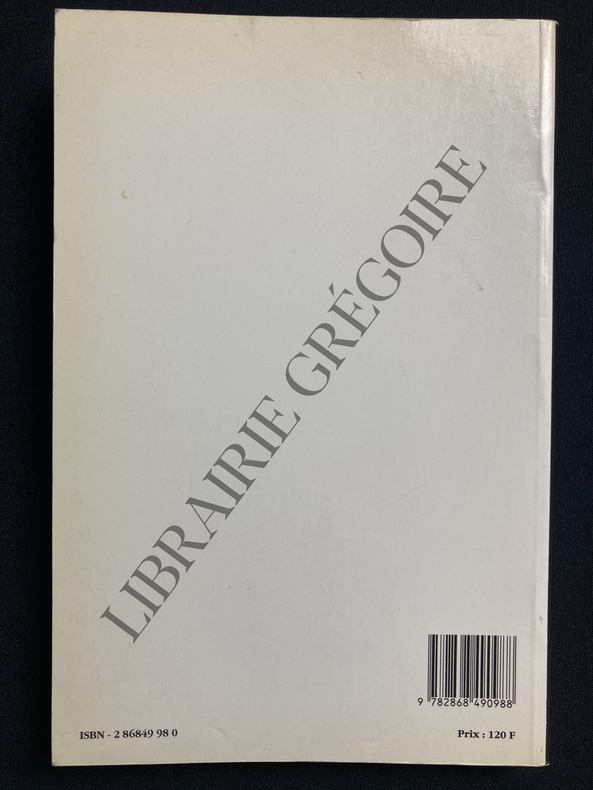 LIBRAIRIE GRÉGOIRE
9 782868 490988
ISBN - 2 86849 98 0
Prix : 120 F